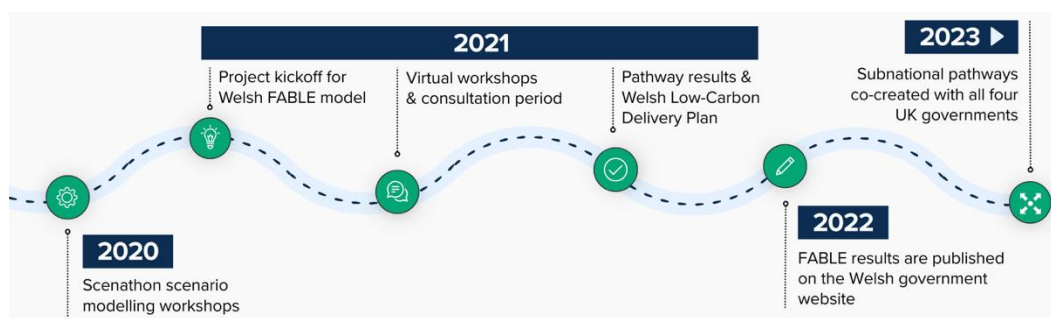 2020
Scenathon scenario
modelling workshops
2021
Project kickoff for
Welsh FABLE model
Virtual workshops
& consultation period
Pathway results &
Welsh Low-Carbon
Delivery Plan
2022
FABLE results are published
on the Welsh government
website
2023
Subnational pathways
co-created with all four
UK governments